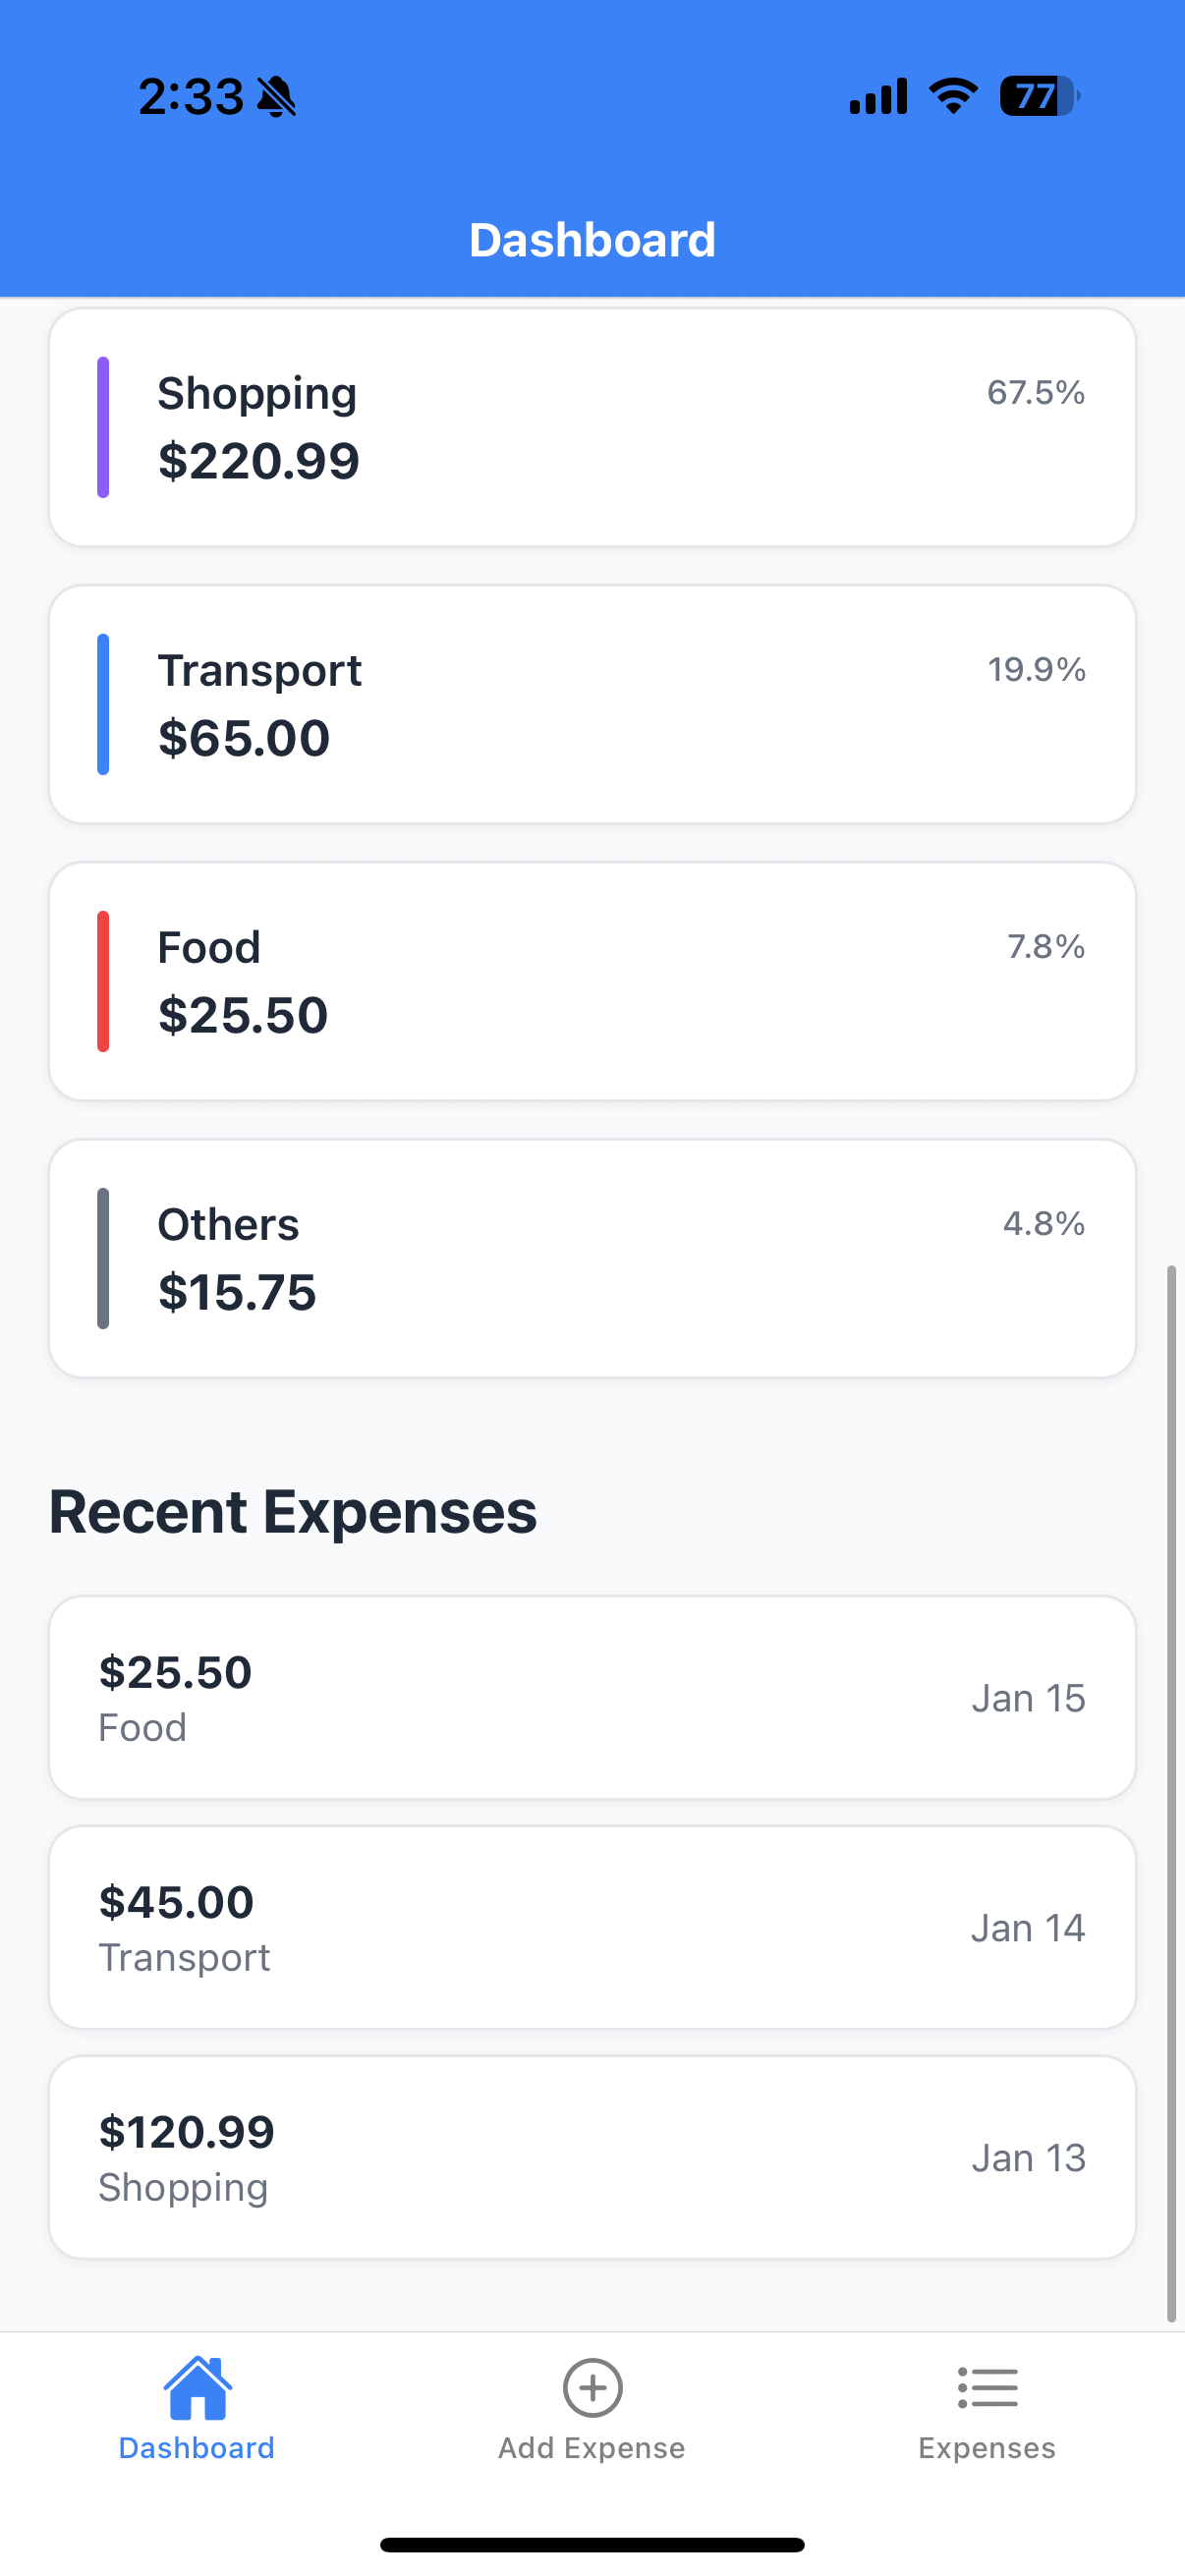 2:33
77
Dashboard
Shopping 67.5%
$220.99
Transport 19.9%
$65.00
Food 7.8%
$25.50
Others 4.8%
$15.75
Recent Expenses
$25.50
Food
Jan 15
$45.00
Transport
Jan 14
$120.99
Shopping
Jan 13
Dashboard
Add Expense
Expenses